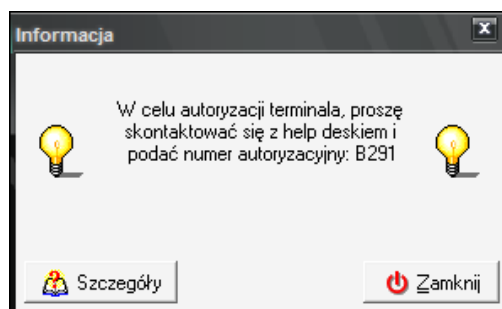 Informacja
W celu autoryzacji terminala, proszę
skontaktować się z help deskiem i
podać numer autoryzacyjny: B291
Szczegóły
Zamknij